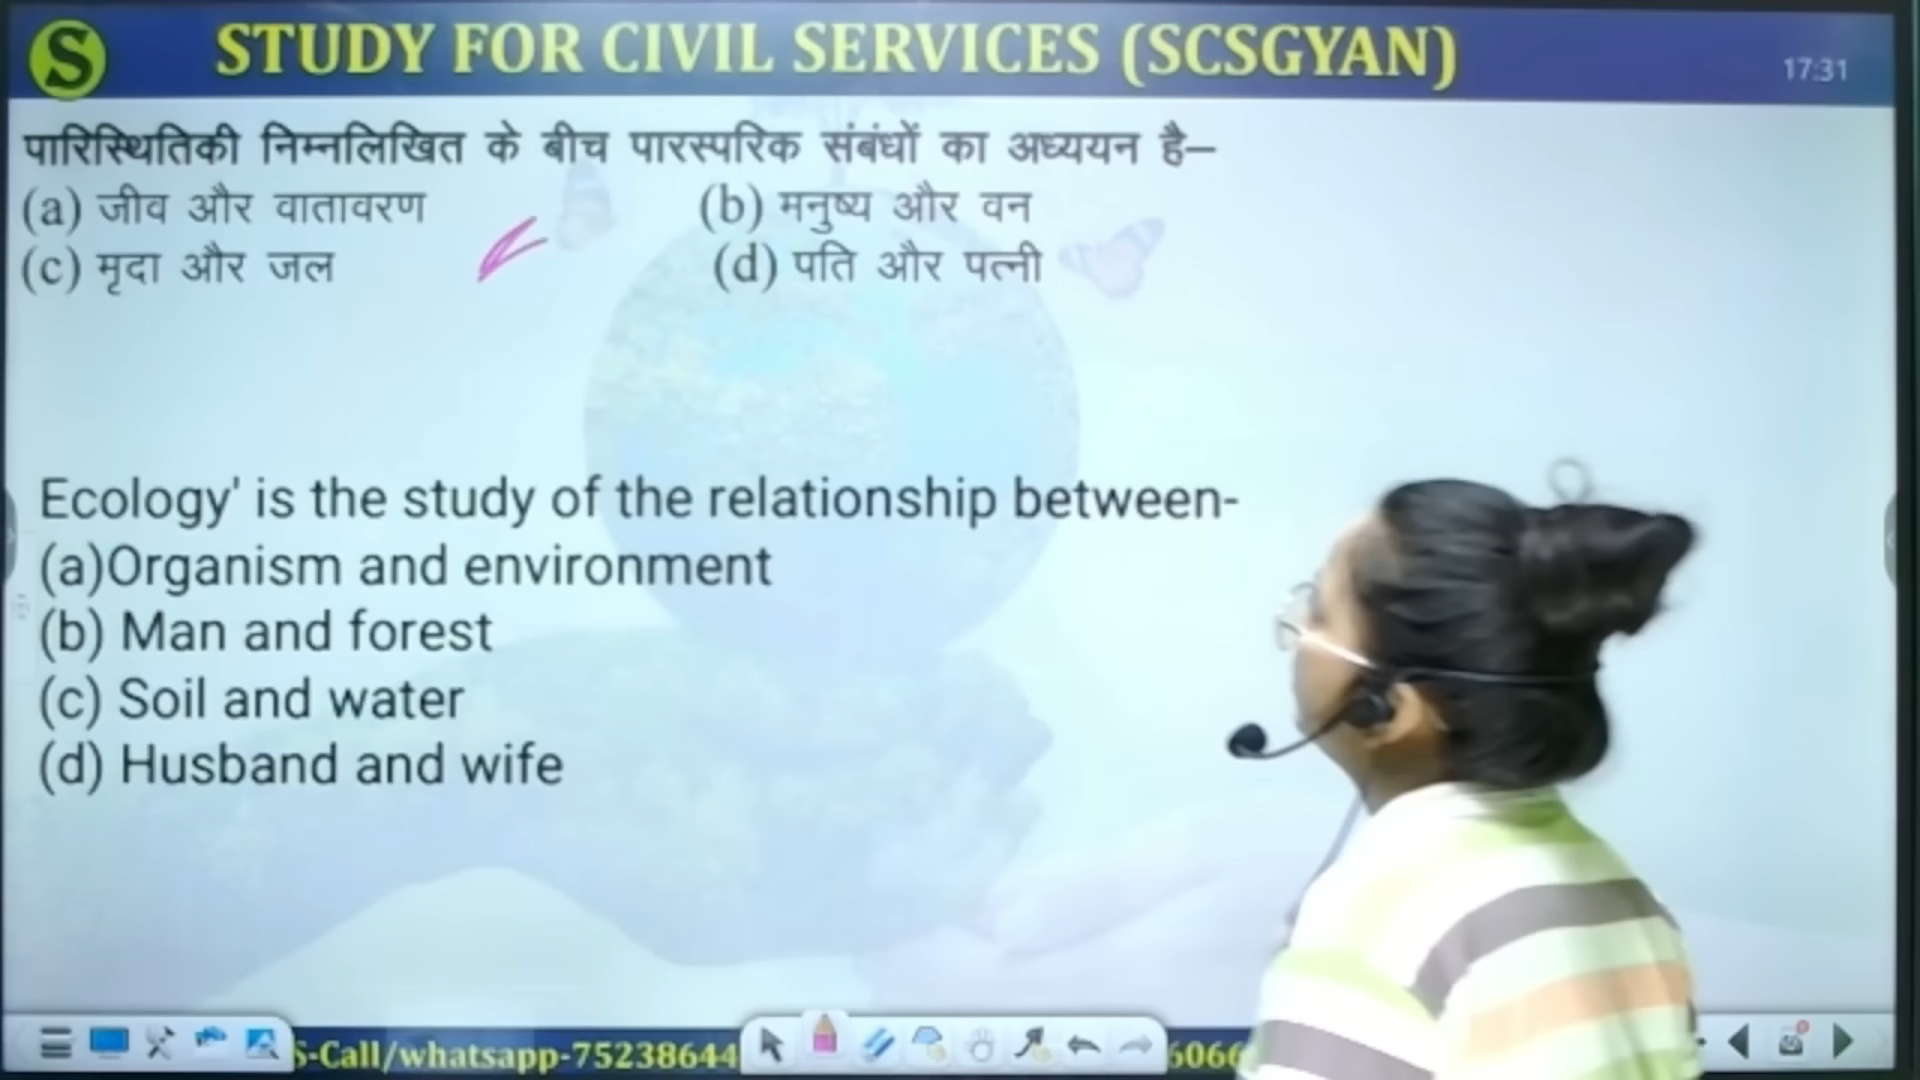 S STUDY FOR CIVIL SERVICES (SCSGYAN) 17:31
पारिस्थितिकी निम्नलिखित के बीच पारस्परिक संबंधों का अध्ययन है–
(a) जीव और वातावरण (b) मनुष्य और वन
(c) मृदा और जल (d) पति और पत्नी
Ecology' is the study of the relationship between-
(a)Organism and environment
(b) Man and forest
(c) Soil and water
(d) Husband and wife
S-Call/whatsapp-75238644 6066